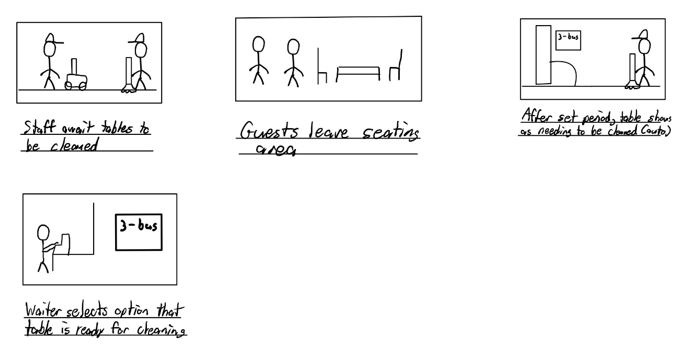 Staff await tables to
be cleaned
Guests leave seating
area
3-bus
After set period, table shows
as needing to be cleaned (auto)
3-bus
Waiter selects option that
table is ready for cleaning